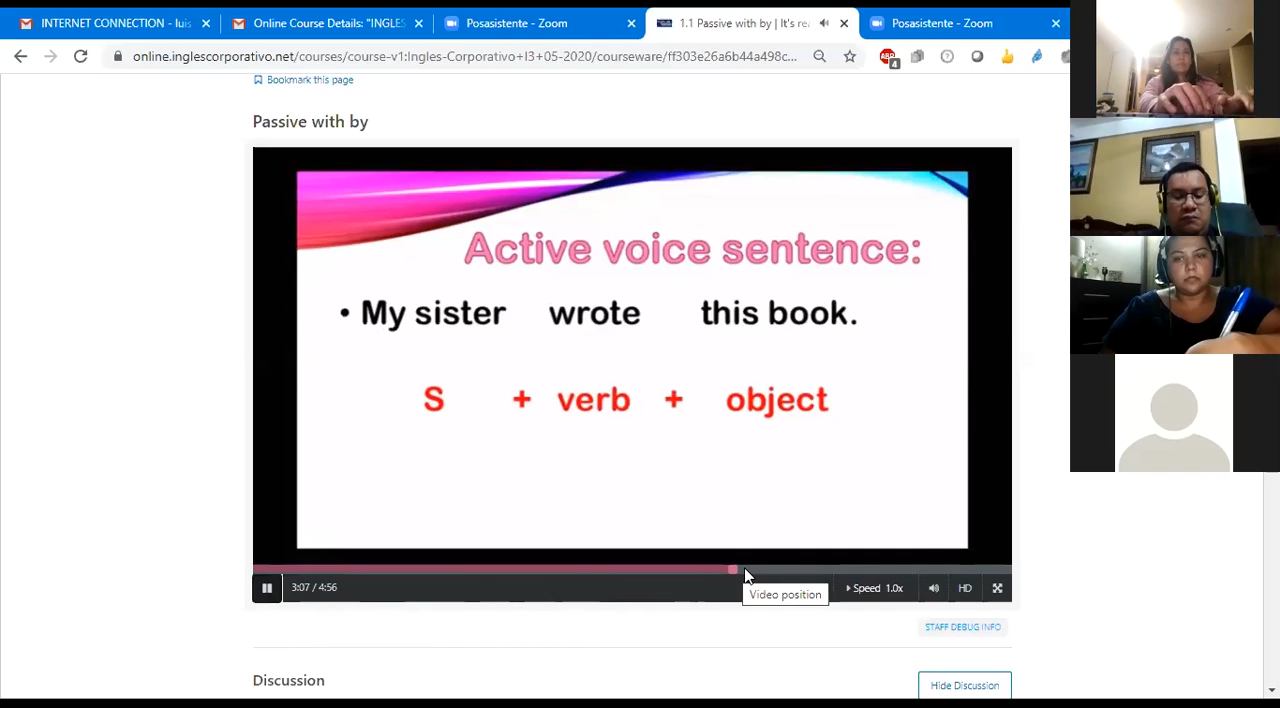 INTERNET CONNECTION - luis
Online Course Details: "INGLES
Posasistente - Zoom
1.1 Passive with by | It's re
Posasistente - Zoom
online.inglescorporativo.net/courses/course-v1:Ingles-Corporativo+I3+05-2020/courseware/ff303e26a6b44a498c...
4
Bookmark this page
Passive with by
Active voice sentence:
• My sister wrote this book.
S + verb + object
3:07 / 4:56
Speed 1.0x
HD
Video position
STAFF DEBUG INFO
Discussion
Hide Discussion